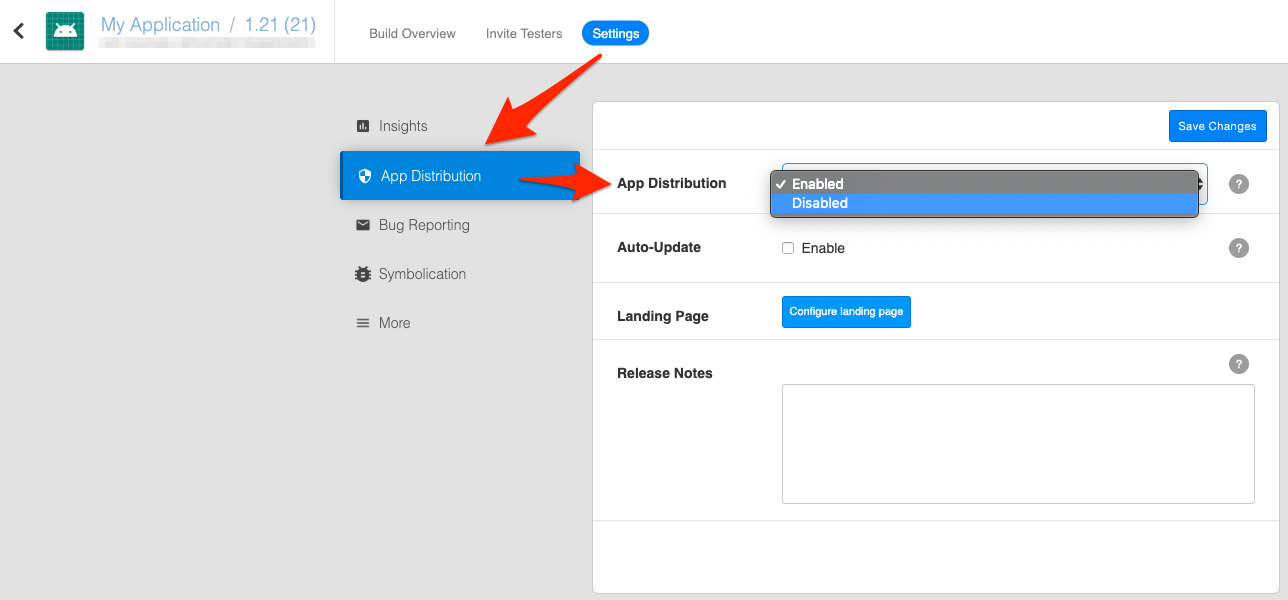 My Application / 1.21 (21)
Build Overview
Invite Testers
Settings
Insights
App Distribution
Bug Reporting
Symbolication
More
Save Changes
App Distribution
✓ Enabled
Disabled
?
Auto-Update
Enable
?
Landing Page
Configure landing page
Release Notes
?